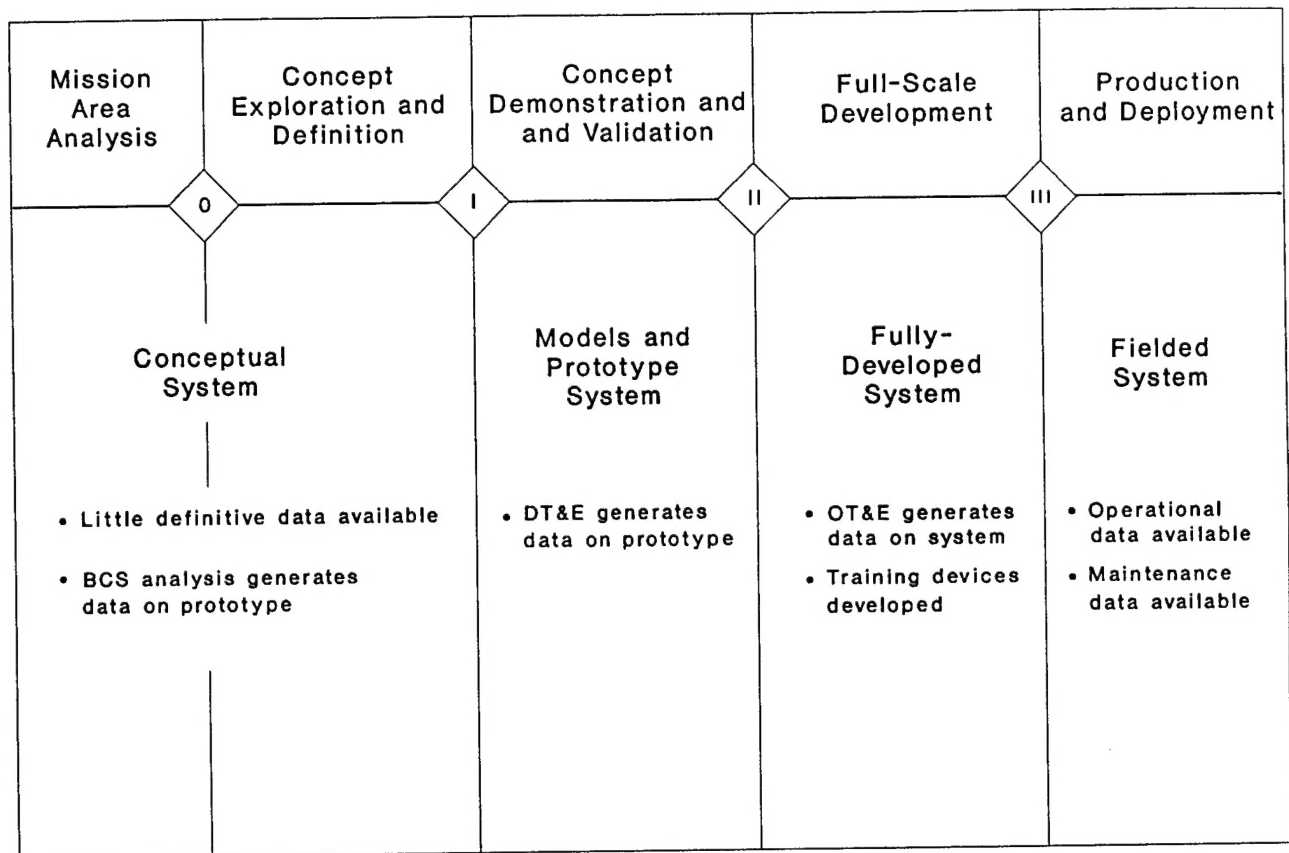 Mission
Area
Analysis
Concept
Exploration and
Definition
Concept
Demonstration and
and Validation
Full-Scale
Development
Production
and Deployment
0
I
II
III
Conceptual
System
Models and
Prototype
System
Fully-
Developed
System
Fielded
System
• Little definitive data available
• BCS analysis generates
data on prototype
• DT&E generates
data on prototype
• OT&E generates
data on system
• Training devices
developed
• Operational
data available
• Maintenance
data available